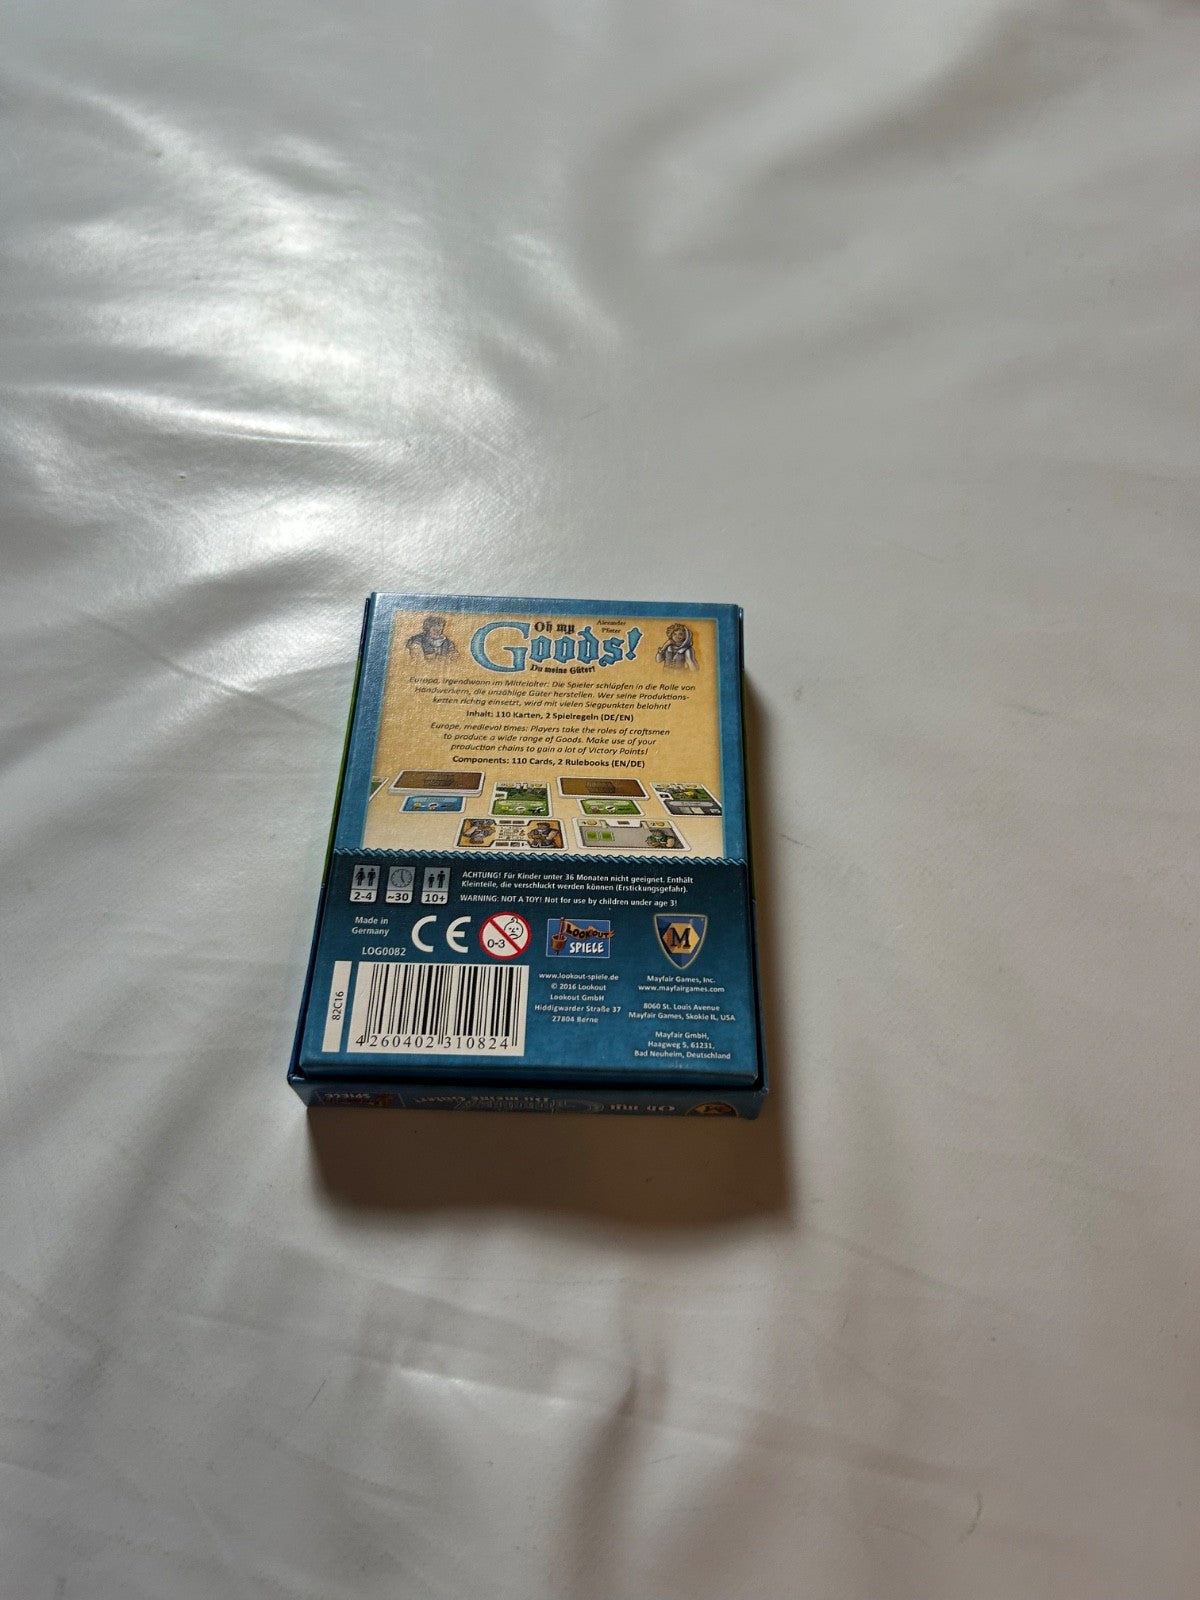 Oh my
Alexander
Pfister
Goods!
Du meine Güter!
Europa, irgendwann im Mittelalter: Die Spieler schlüpfen in die Rolle von
Handwerkern, die unzählige Güter herstellen. Wer seine Produktions-
ketten richtig einsetzt, wird mit vielen Siegpunkten belohnt!
Inhalt: 110 Karten, 2 Spielregeln (DE/EN)
Europe, medieval times: Players take the roles of craftsmen
to produce a wide range of Goods. Make use of your
production chains to gain a lot of Victory Points!
Components: 110 Cards, 2 Rulebooks (EN/DE)
2-4
~30
10+
ACHTUNG! Für Kinder unter 36 Monaten nicht geeignet. Enthält
Kleinteile, die verschluckt werden können (Erstickungsgefahr).
WARNING: NOT A TOY! Not for use by children under age 3!
Made in
Germany
LOG0082
CE
0-3
LOOKOUT
SPIELE
M
82C16
4 260402 310824
www.lookout-spiele.de
© 2016 Lookout
Lookout GmbH
Hiddigwarder Straße 37
27804 Berne
Mayfair Games, Inc.
www.mayfairgames.com
8060 St. Louis Avenue
Mayfair Games, Skokie IL, USA
Mayfair GmbH,
Haagweg 5, 61231,
Bad Neuheim, Deutschland
SPIELE
Du meine Güter!
Oh my